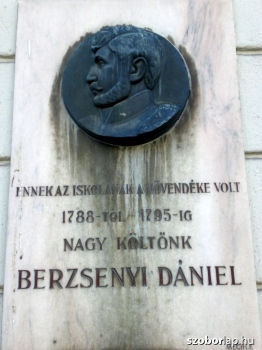 ENNEK AZ ISKOLÁNAK A NÖVENDÉKE VOLT
1788-TÓL - 1795-IG
NAGY KÖLTŐNK
BERZSENYI DÁNIEL
szoborlap.hu